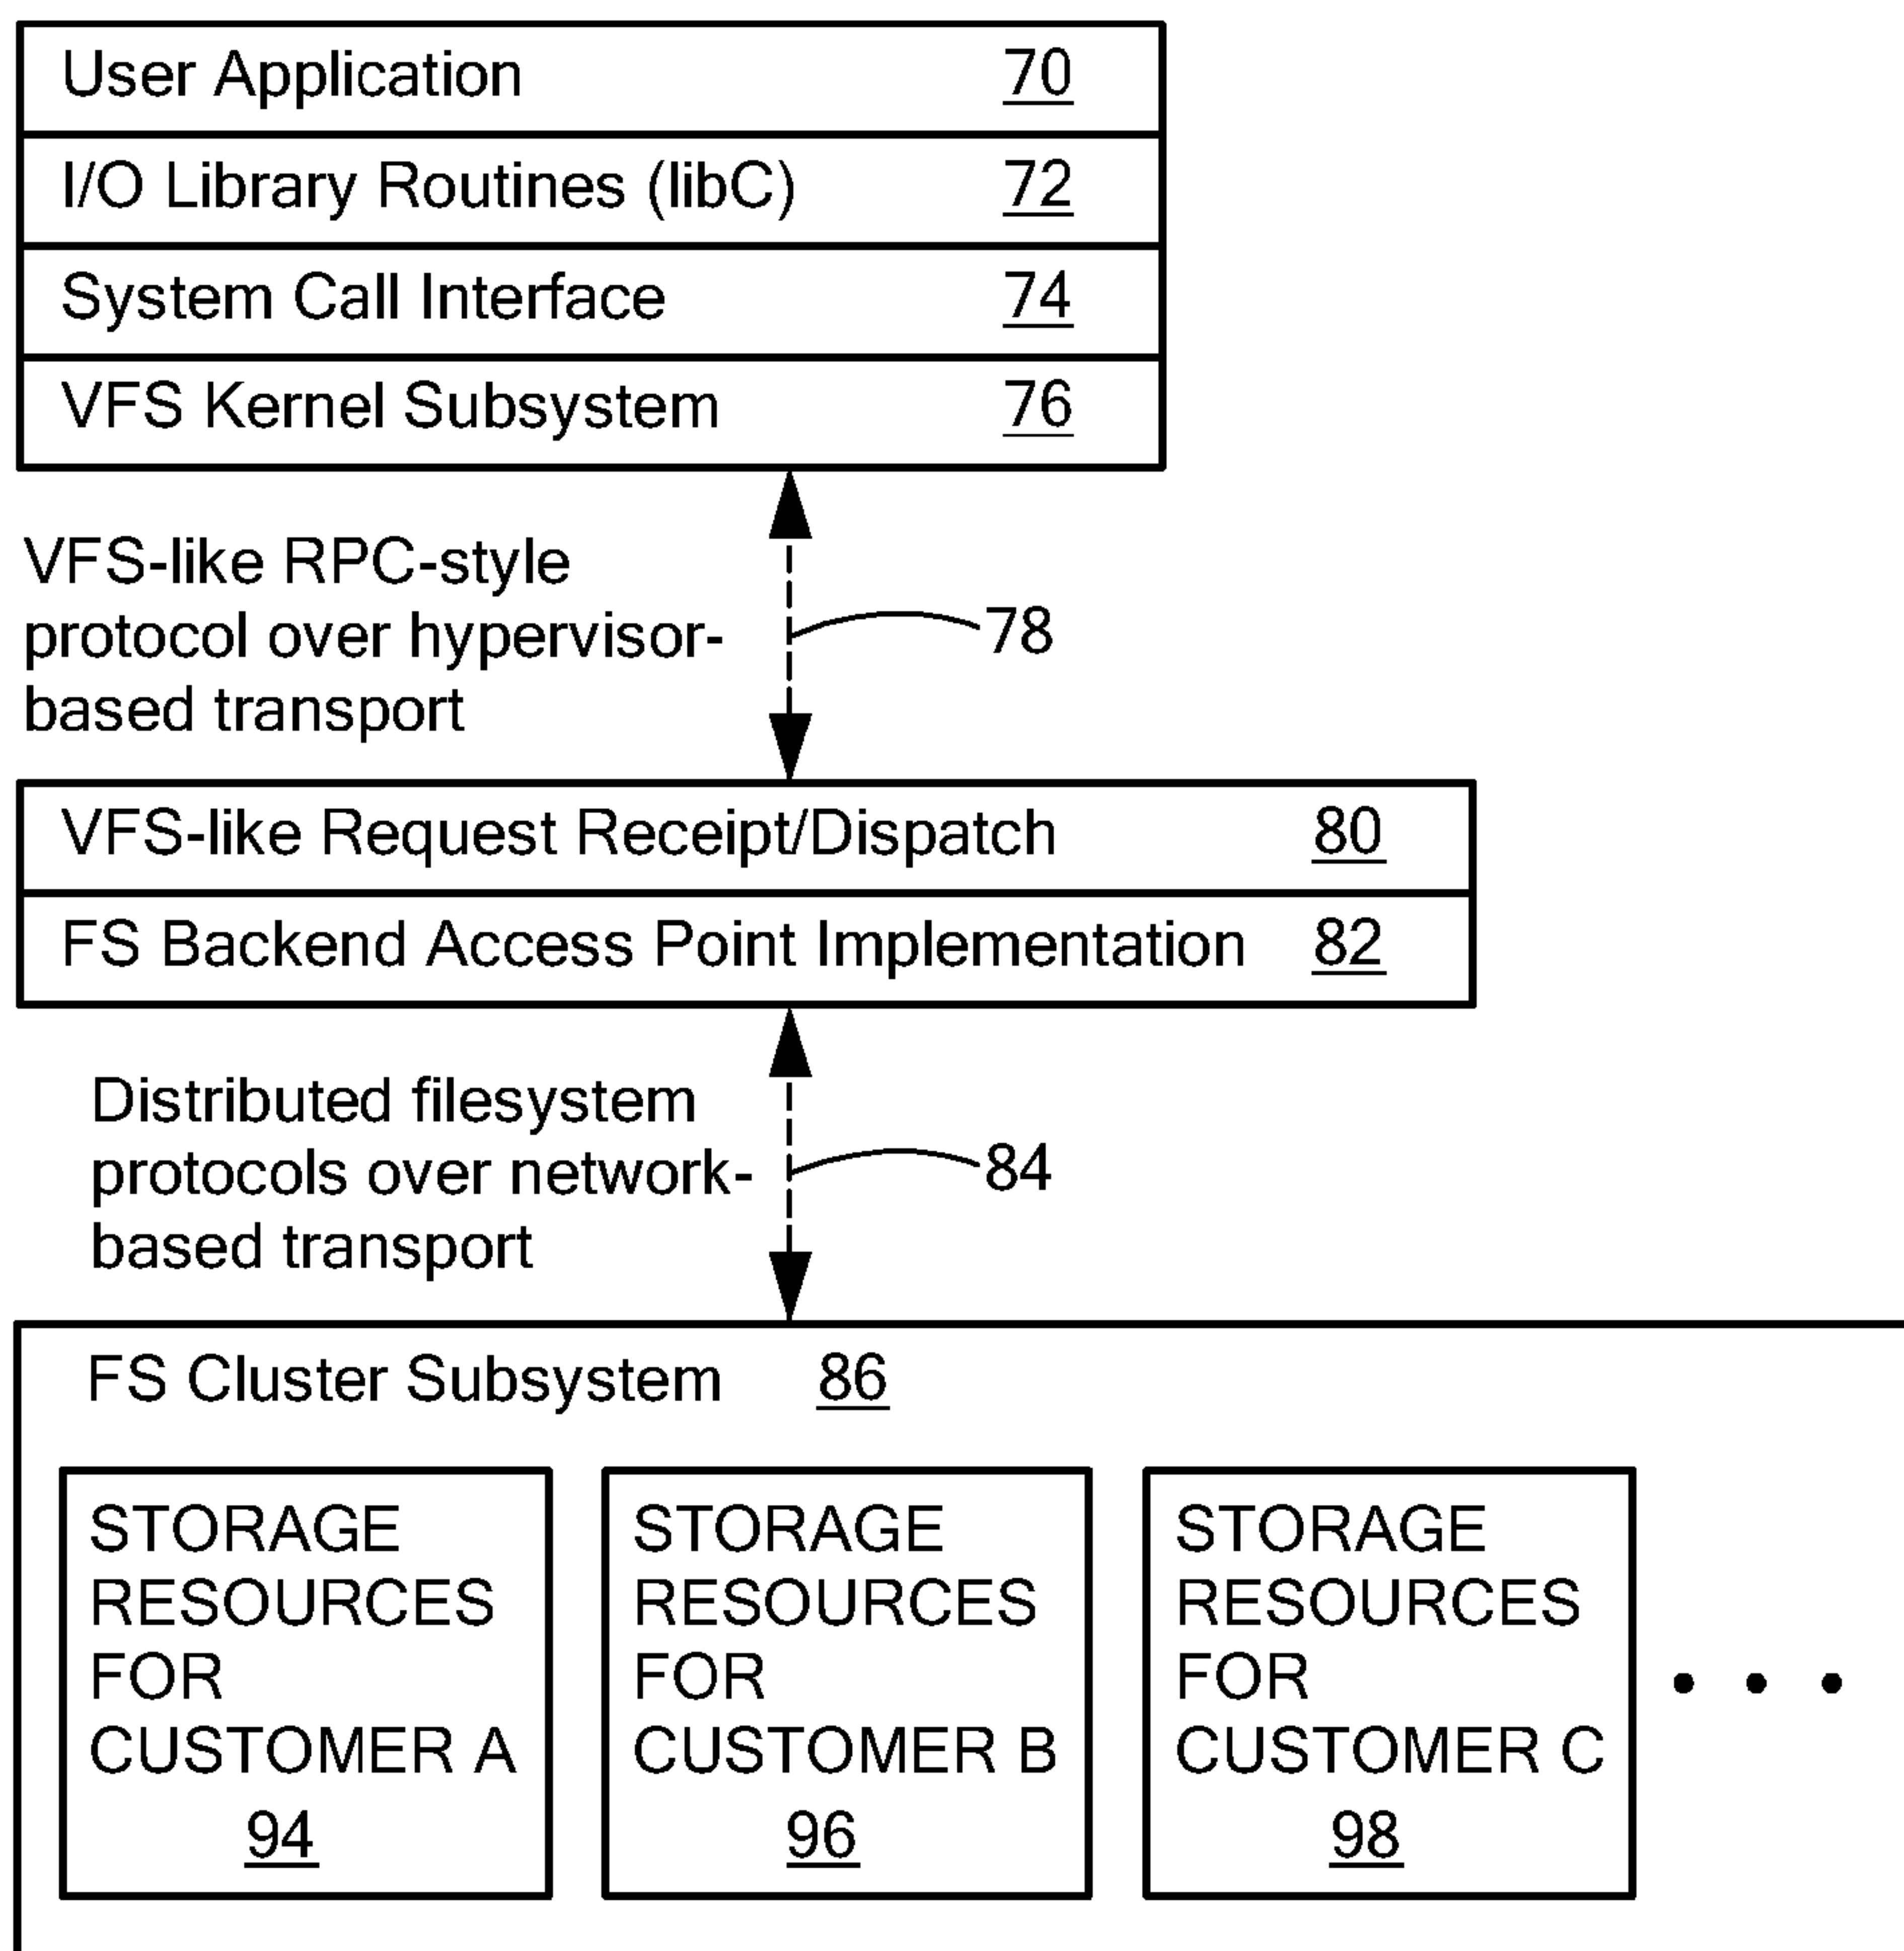 User Application 70
I/O Library Routines (libC) 72
System Call Interface 74
VFS Kernel Subsystem 76
VFS-like RPC-style
protocol over hypervisor-
based transport
78
VFS-like Request Receipt/Dispatch 80
FS Backend Access Point Implementation 82
Distributed filesystem
protocols over network-
based transport
84
FS Cluster Subsystem 86
STORAGE
RESOURCES
FOR
CUSTOMER A
94
STORAGE
RESOURCES
FOR
CUSTOMER B
96
STORAGE
RESOURCES
FOR
CUSTOMER C
98
• • •